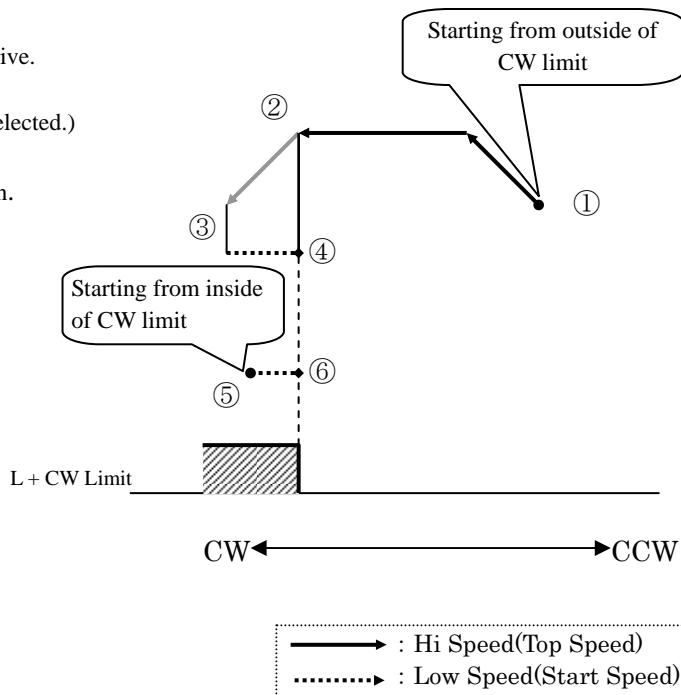 ive.
elected.)
n.
Starting from outside of
CW limit
②
①
③
④
Starting from inside
of CW limit
⑤
⑥
L + CW Limit
CW
CCW
: Hi Speed(Top Speed)
: Low Speed(Start Speed)